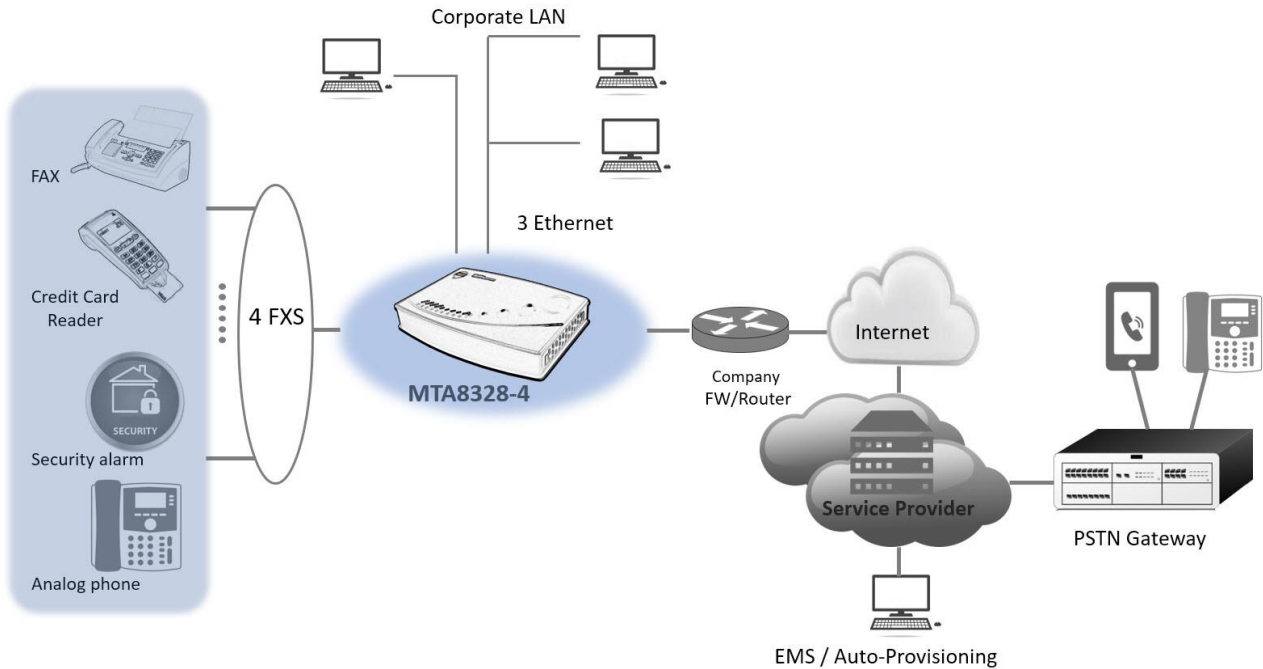 Corporate LAN
FAX
3 Ethernet
Credit Card
Reader
4 FXS
Internet
MTA8328-4
Company
FW/Router
SECURITY
Security alarm
Service Provider
PSTN Gateway
Analog phone
EMS / Auto-Provisioning